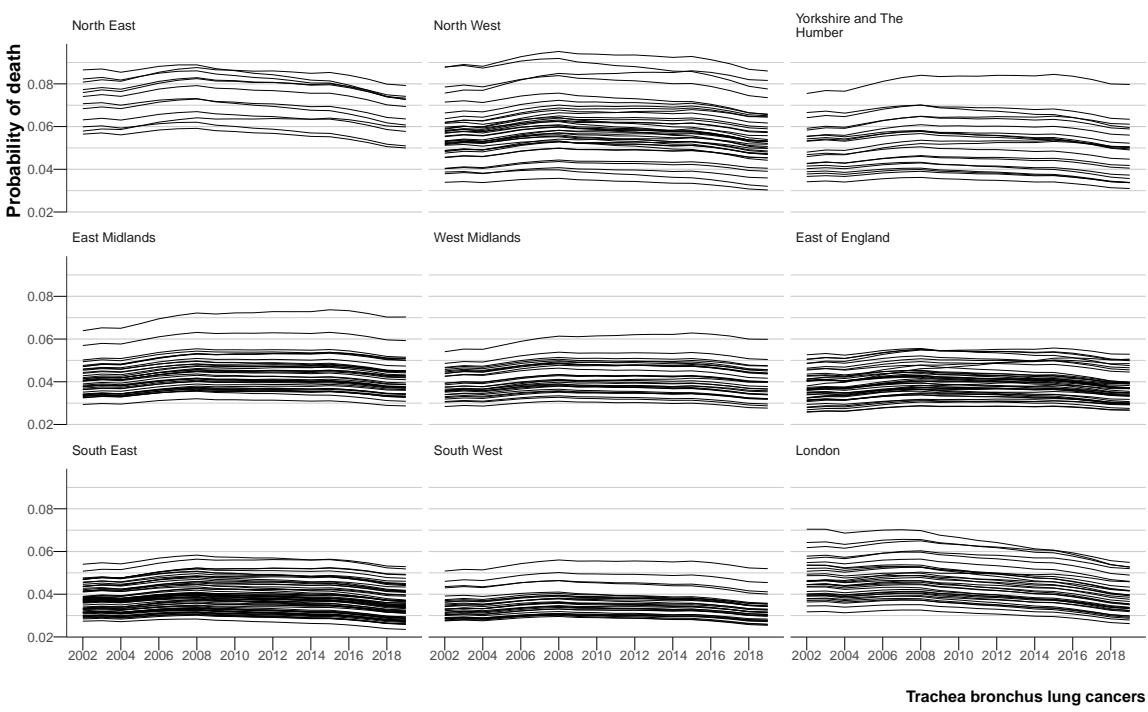 North East
North West
Yorkshire and The
Humber
Probability of death
0.08
0.06
0.04
0.02
East Midlands
West Midlands
East of England
0.08
0.06
0.04
0.02
South East
South West
London
0.08
0.06
0.04
0.02
2002 2004 2006 2008 2010 2012 2014 2016 2018
2002 2004 2006 2008 2010 2012 2014 2016 2018
2002 2004 2006 2008 2010 2012 2014 2016 2018
Trachea bronchus lung cancers